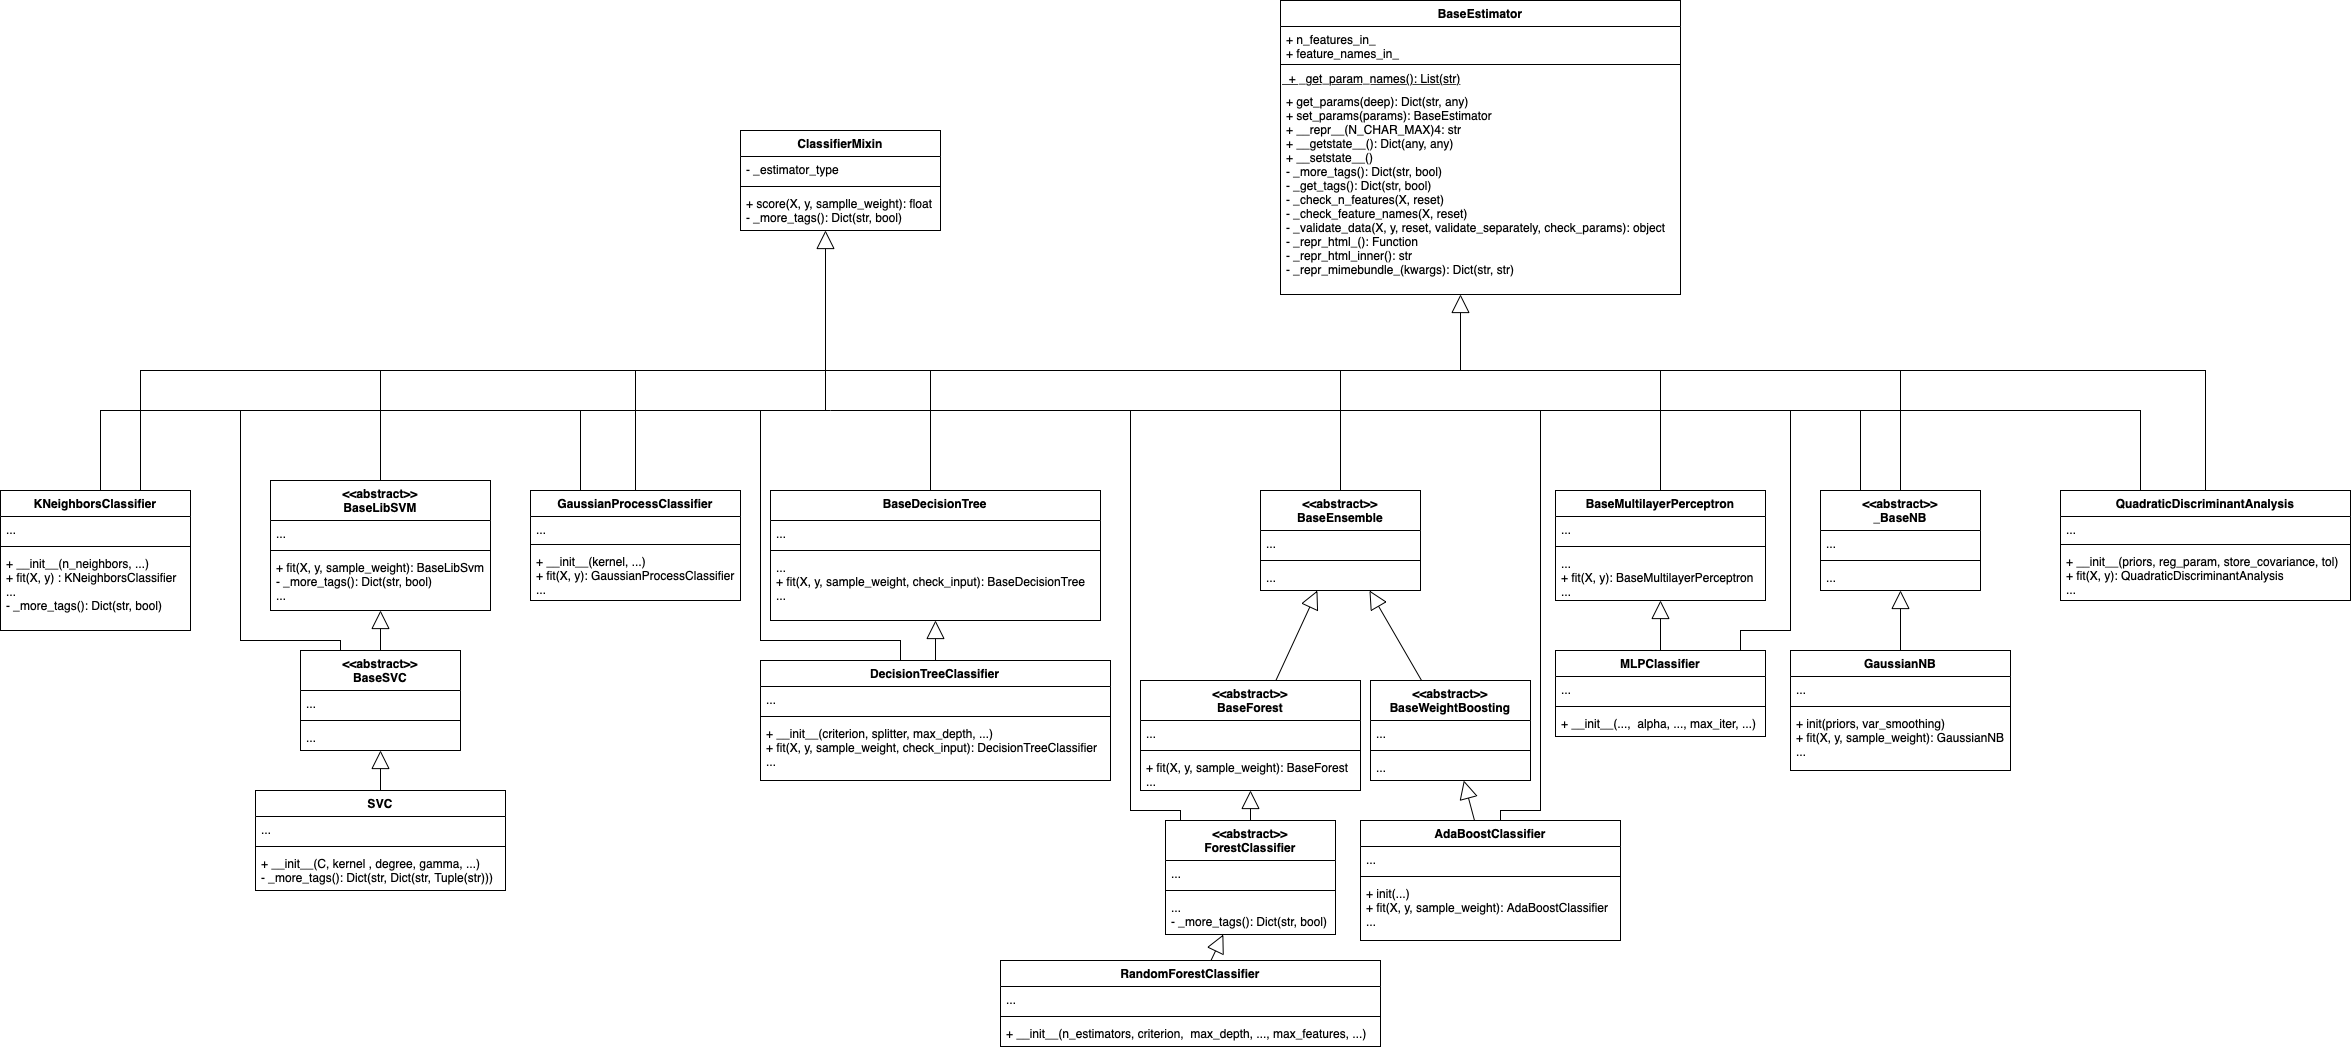 BaseEstimator
+ n_features_in_
+ feature_names_in_
+ _get_param_names(): List(str)
+ get_params(deep): Dict(str, any)
+ set_params(params): BaseEstimator
+ __repr__(N_CHAR_MAX)4: str
+ __getstate__(): Dict(any, any)
+ __setstate__()
- _more_tags(): Dict(str, bool)
- _get_tags(): Dict(str, bool)
- _check_n_features(X, reset)
- _check_feature_names(X, reset)
- _validate_data(X, y, reset, validate_separately, check_params): object
- _repr_html_(): Function
- _repr_html_inner(): str
- _repr_mimebundle_(kwargs): Dict(str, str)
ClassifierMixin
- _estimator_type
+ score(X, y, samplle_weight): float
- _more_tags(): Dict(str, bool)
KNeighborsClassifier
...
+ __init__(n_neighbors, ...)
+ fit(X, y) : KNeighborsClassifier
...
- _more_tags(): Dict(str, bool)
<<abstract>>
BaseLibSVM
...
+ fit(X, y, sample_weight): BaseLibSvm
- _more_tags(): Dict(str, bool)
...
GaussianProcessClassifier
...
+ __init__(kernel, ...)
+ fit(X, y): GaussianProcessClassifier
...
BaseDecisionTree
...
...
+ fit(X, y, sample_weight, check_input): BaseDecisionTree
...
<<abstract>>
BaseEnsemble
...
...
BaseMultilayerPerceptron
...
...
+ fit(X, y): BaseMultilayerPerceptron
...
<<abstract>>
_BaseNB
...
...
QuadraticDiscriminantAnalysis
...
+ __init__(priors, reg_param, store_covariance, tol)
+ fit(X, y): QuadraticDiscriminantAnalysis
...
<<abstract>>
BaseSVC
...
...
DecisionTreeClassifier
...
+ __init__(criterion, splitter, max_depth, ...)
+ fit(X, y, sample_weight, check_input): DecisionTreeClassifier
...
<<abstract>>
BaseForest
...
+ fit(X, y, sample_weight): BaseForest
...
<<abstract>>
BaseWeightBoosting
...
...
MLPClassifier
...
+ __init__(..., alpha, ..., max_iter, ...)
GaussianNB
...
+ init(priors, var_smoothing)
+ fit(X, y, sample_weight): GaussianNB
...
SVC
...
+ __init__(C, kernel , degree, gamma, ...)
- _more_tags(): Dict(str, Dict(str, Tuple(str)))
<<abstract>>
ForestClassifier
...
...
- _more_tags(): Dict(str, bool)
AdaBoostClassifier
...
+ init(...)
+ fit(X, y, sample_weight): AdaBoostClassifier
...
RandomForestClassifier
...
+ __init__(n_estimators, criterion, max_depth, ..., max_features, ...)